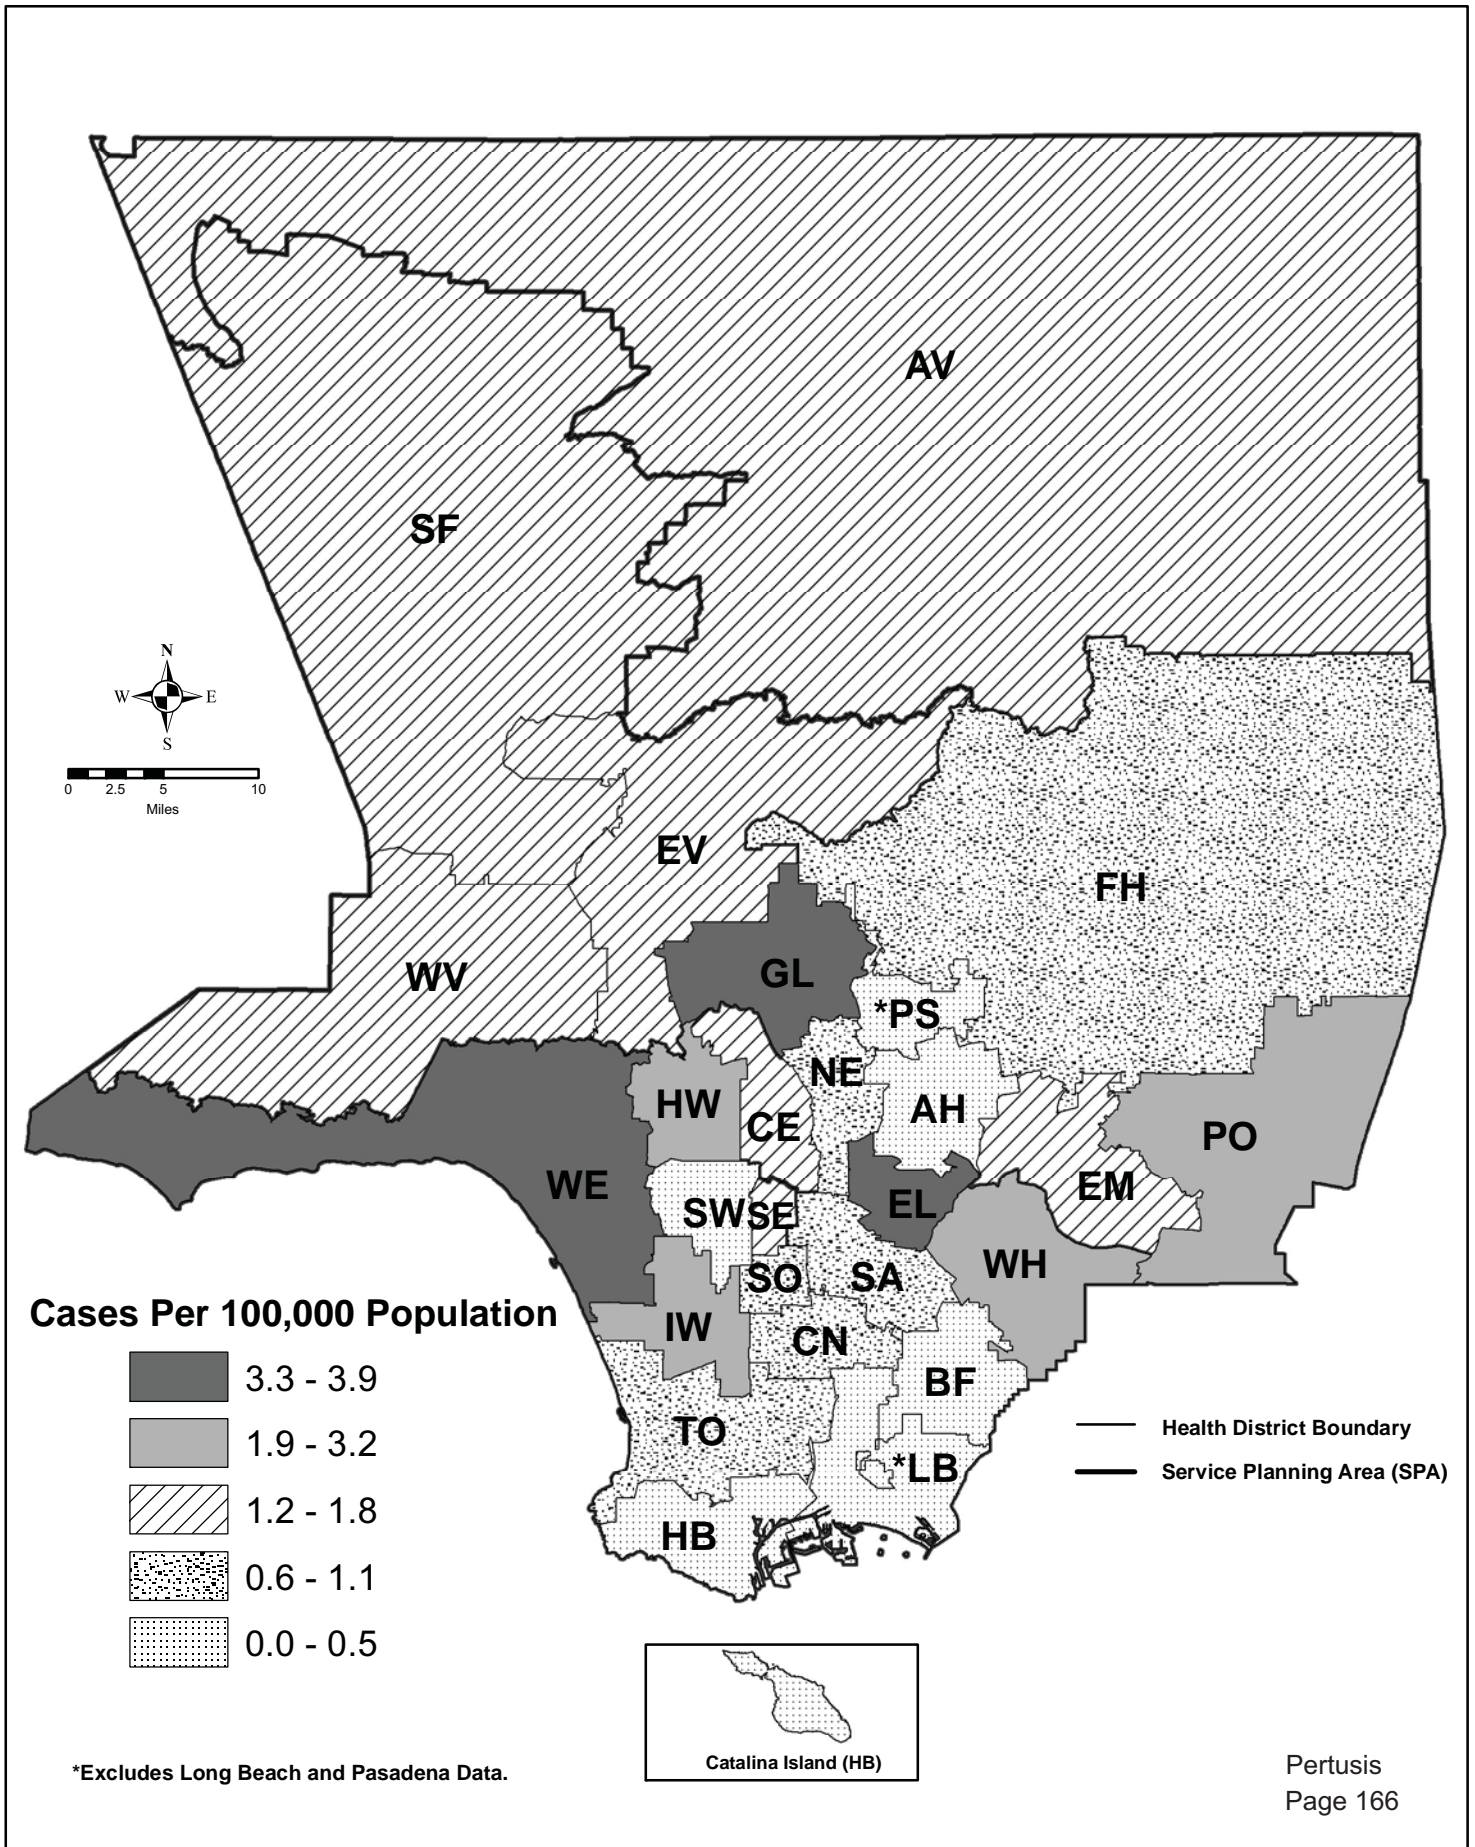 AV
SF
N
W E
S
0 2.5 5 10
Miles
EV
FH
WV
GL
*PS
NE
HW
AH
CE
PO
WE
EM
EL
SW
SE
WH
SO
SA
IW
CN
BF
TO
*LB
HB
Cases Per 100,000 Population
3.3 - 3.9
1.9 - 3.2
1.2 - 1.8
0.6 - 1.1
0.0 - 0.5
Health District Boundary
Service Planning Area (SPA)
Catalina Island (HB)
*Excludes Long Beach and Pasadena Data.
Pertusis
Page 166